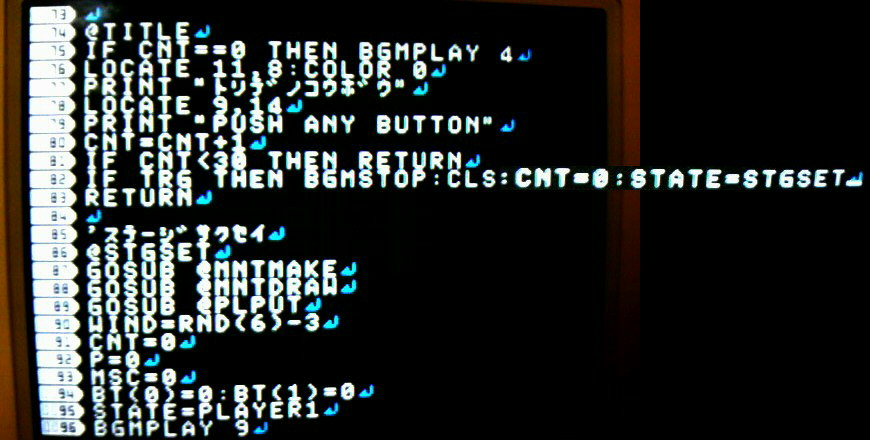 73
74 @TITLE
75 IF CNT==0 THEN BGMPLAY 4
76 LOCATE 11,8:COLOR 0
77 PRINT "トリデノコウボウ"
78 LOCATE 9,14
79 PRINT "PUSH ANY BUTTON"
80 CNT=CNT+1
81 IF CNT<30 THEN RETURN
82 IF TRG THEN BGMSTOP:CLS:CNT=0:STATE=STGSET
83 RETURN
84
85 'ステージサクセイ
86 @STGSET
87 GOSUB @MNTMAKE
88 GOSUB @MNTDRAW
89 GOSUB @PLPUT
90 WIND=RND(6)-3
91 CNT=0
92 P=0
93 MSC=0
94 BT(0)=0:BT(1)=0
95 STATE=PLAYER1
96 BGMPLAY 9